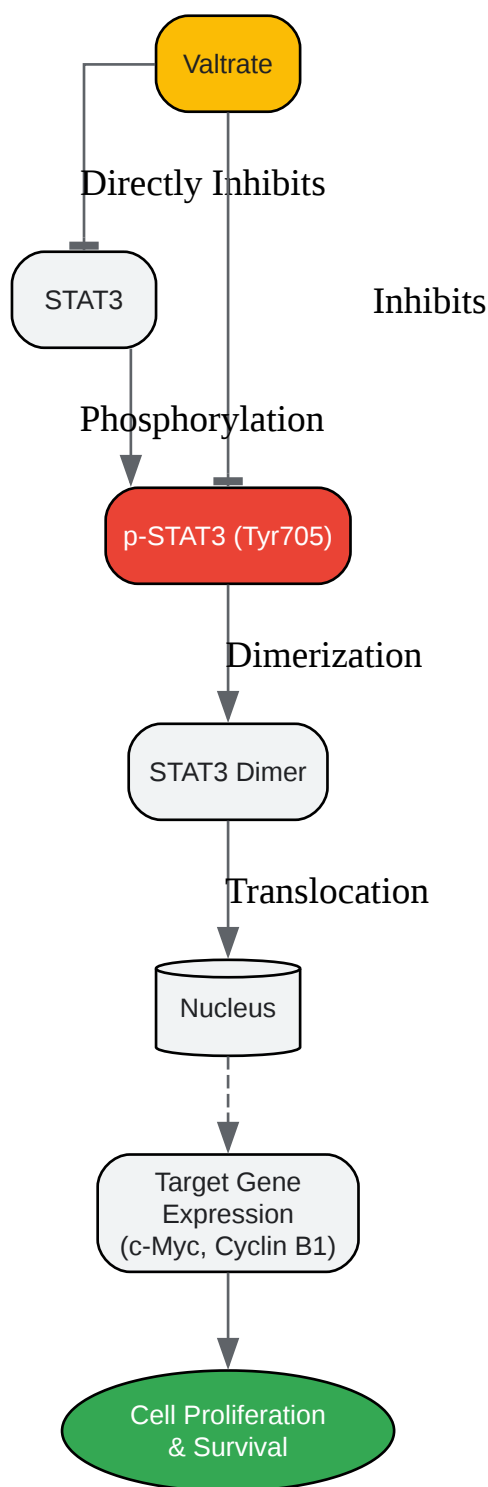 Valtrate
Directly Inhibits
STAT3
Inhibits
Phosphorylation
p-STAT3 (Tyr705)
Dimerization
STAT3 Dimer
Translocation
Nucleus
Target Gene
Expression
(c-Myc, Cyclin B1)
Cell Proliferation
& Survival